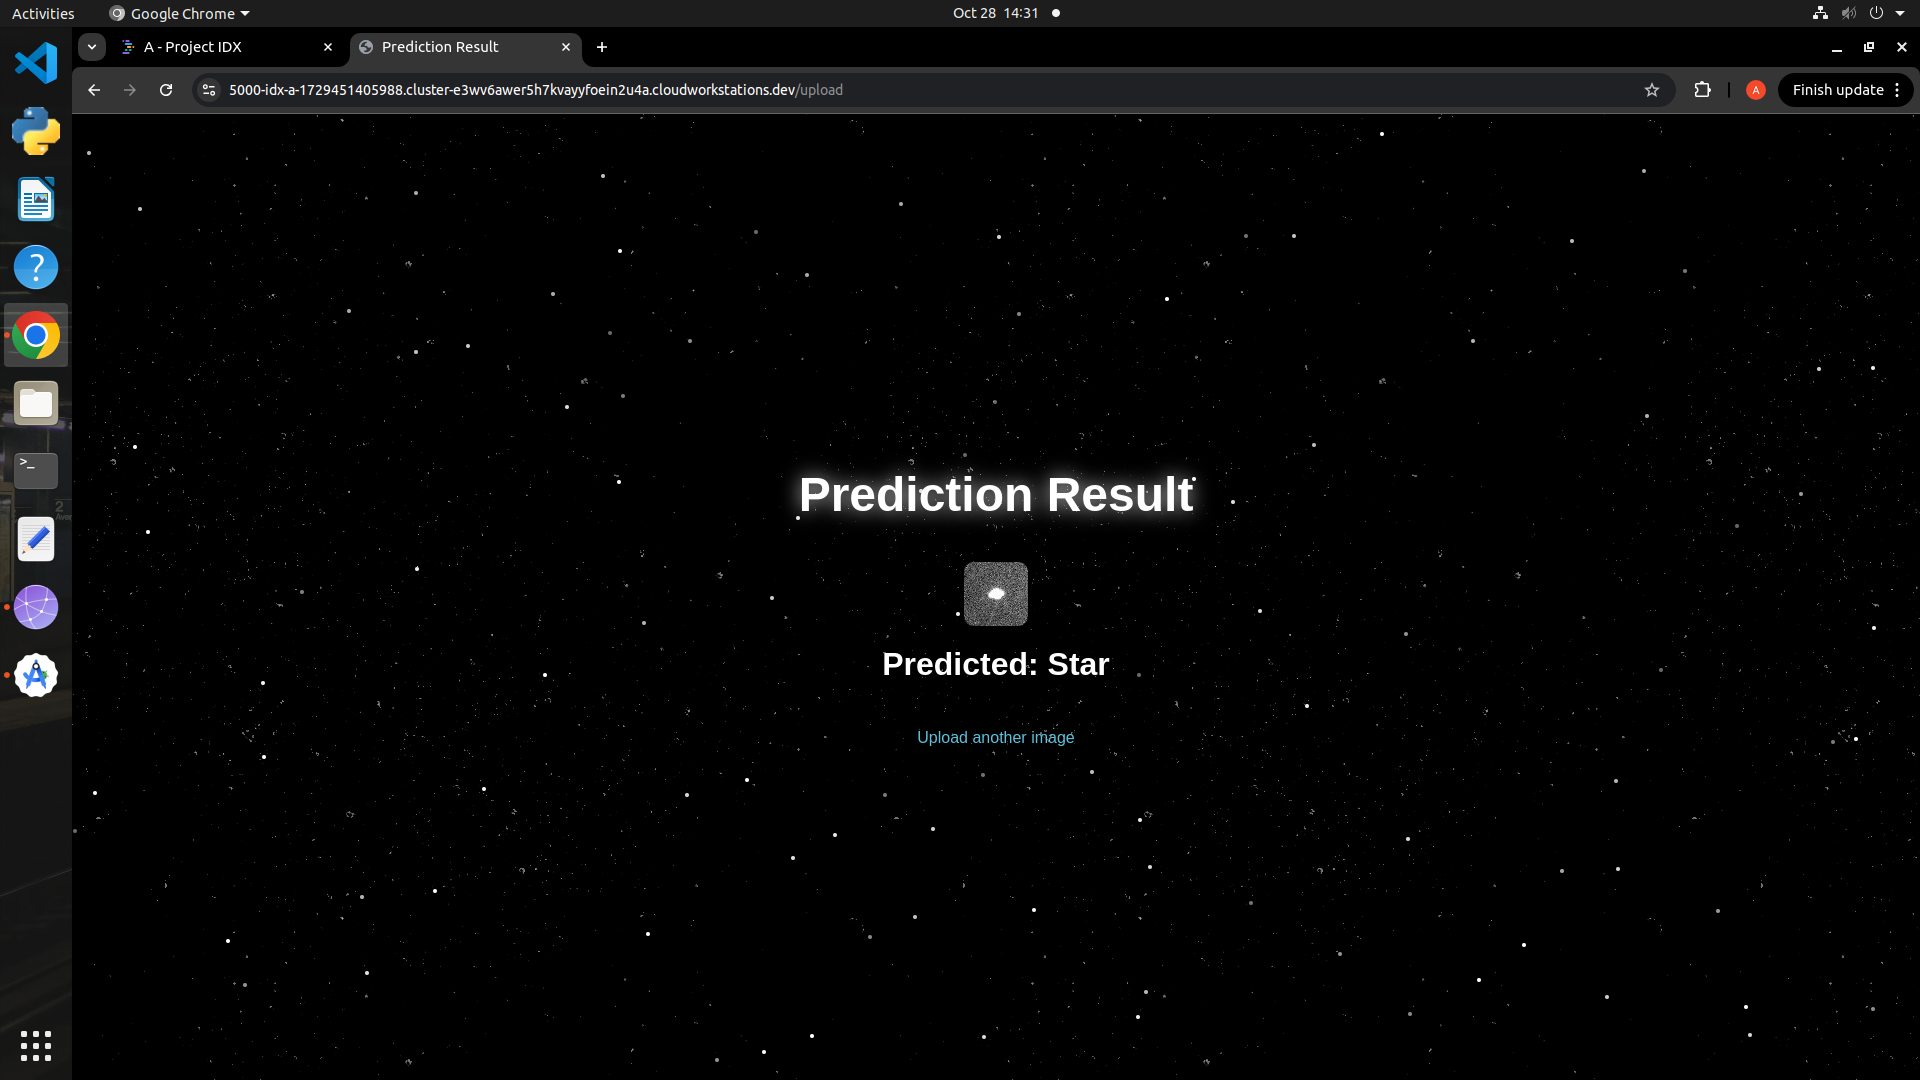 Activities
Google Chrome
Oct 28 14:31
A - Project IDX
Prediction Result
5000-idx-a-1729451405988.cluster-e3wv6awer5h7kvayyfoein2u4a.cloudworkstations.dev/upload
A
Finish update
Prediction Result
Predicted: Star
Upload another image